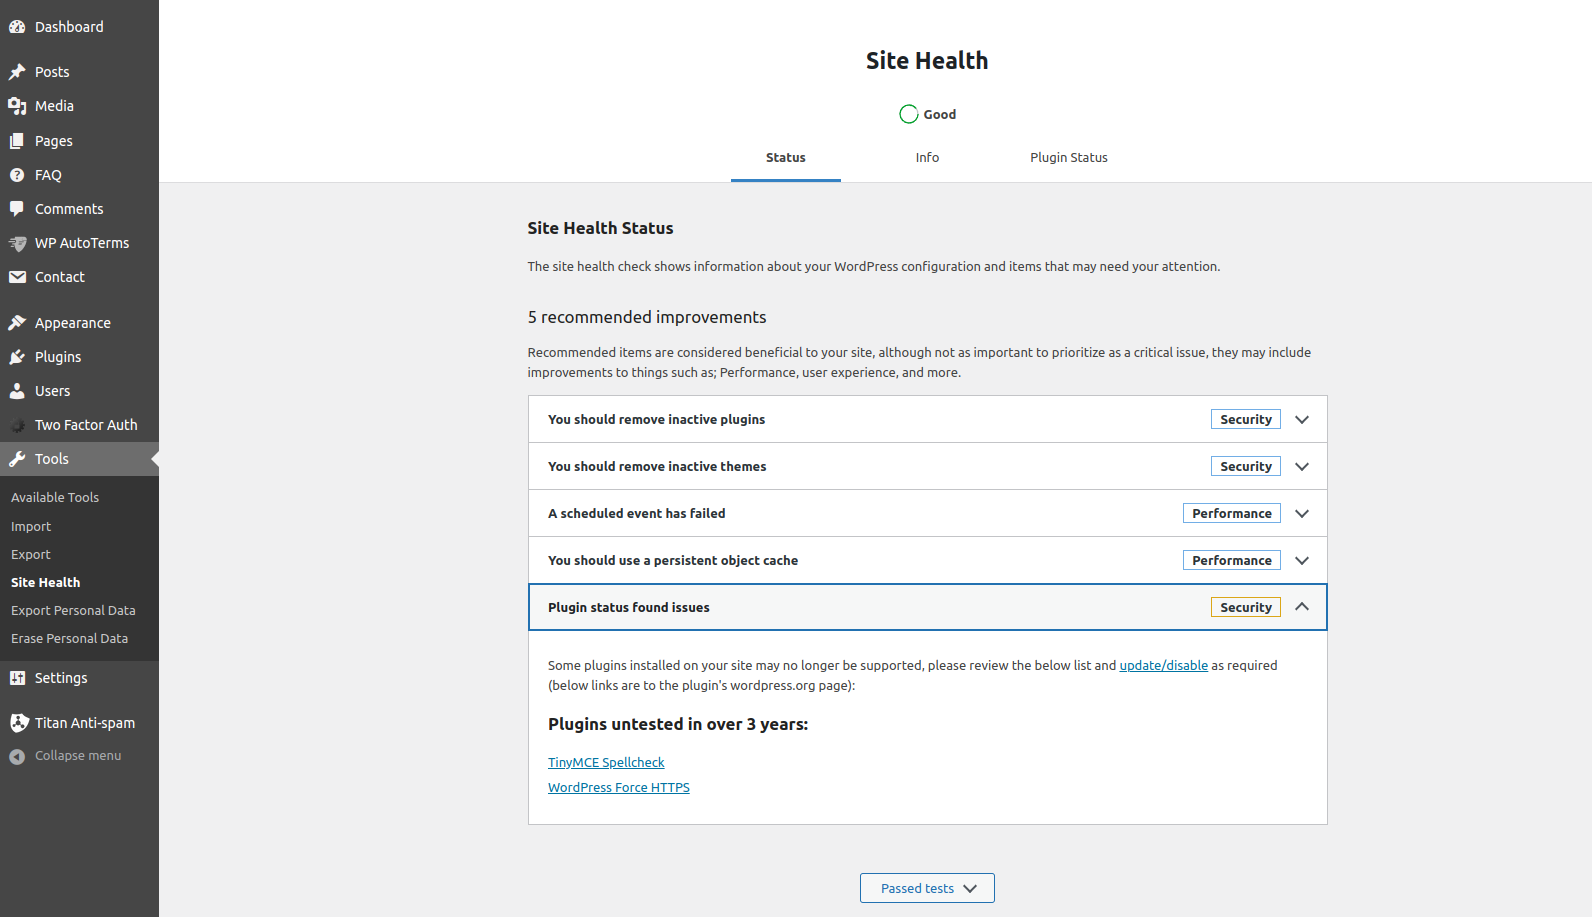 Dashboard
Posts
Media
Pages
FAQ
Comments
WP AutoTerms
Contact
Appearance
Plugins
Users
Two Factor Auth
Tools
Available Tools
Import
Export
Site Health
Export Personal Data
Erase Personal Data
Settings
Titan Anti-spam
Collapse menu
Site Health
Good
Status
Info
Plugin Status
Site Health Status
The site health check shows information about your WordPress configuration and items that may need your attention.
5 recommended improvements
Recommended items are considered beneficial to your site, although not as important to prioritize as a critical issue, they may include
improvements to things such as; Performance, user experience, and more.
You should remove inactive plugins Security
You should remove inactive themes Security
A scheduled event has failed Performance
You should use a persistent object cache Performance
Plugin status found issues Security
Some plugins installed on your site may no longer be supported, please review the below list and update/disable as required
(below links are to the plugin's wordpress.org page):
Plugins untested in over 3 years:
TinyMCE Spellcheck
WordPress Force HTTPS
Passed tests